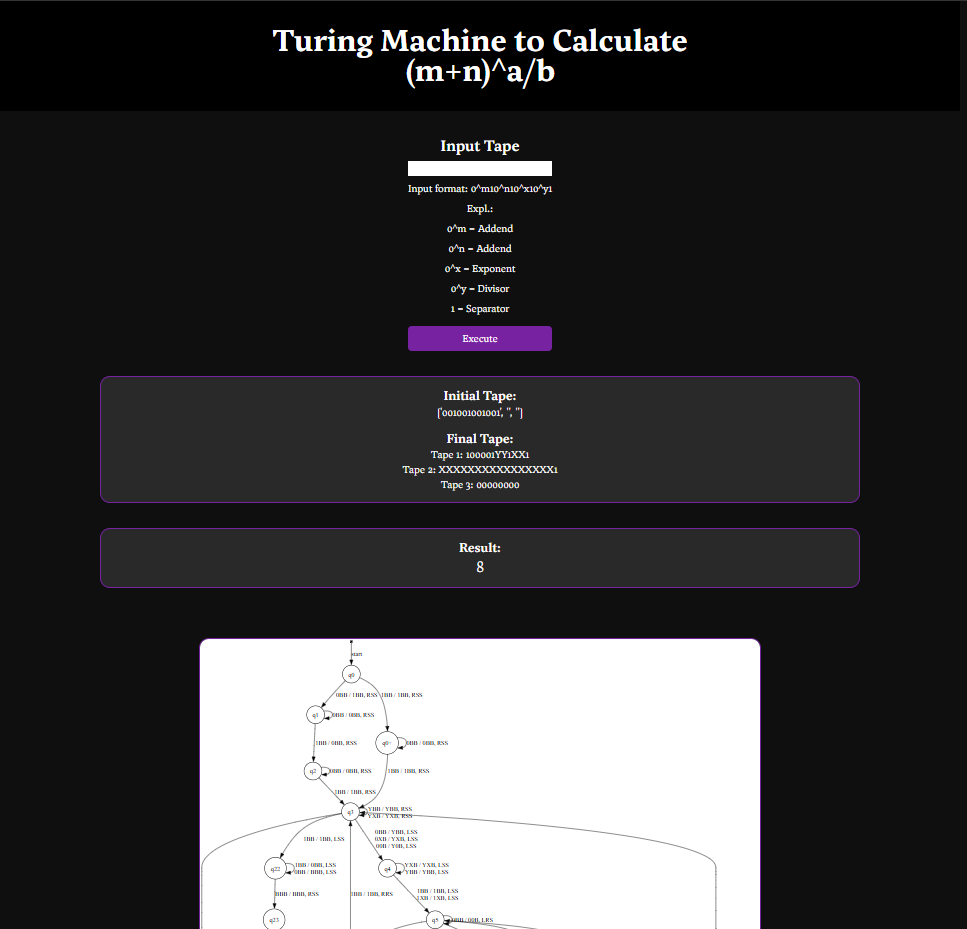 Turing Machine to Calculate
(m+n)^a/b
Input Tape
Input format: 0^m10^n10^x10^y1
Expl.:
0^m = Addend
0^n = Addend
0^x = Exponent
0^y = Divisor
1 = Separator
Execute
Initial Tape:
['001001001001', '', '']
Final Tape:
Tape 1: 100001YY1XX1
Tape 2: XXXXXXXXXXXXXXXX1
Tape 3: 00000000
Result:
8
start
q0
0BB / 1BB, RSS
1BB / 1BB, RSS
q1
0BB / 0BB, RSS
1BB / 0BB, RSS
0BB / 0BB, RSS
q2
0BB / 0BB, RSS
1BB / 1BB, RSS
1BB / 1BB, RSS
q3
YBB / YBB, RSS
YXB / YXB, RSS
1BB / 1BB, LSS
0BB / YBB, LSS
0XB / YXB, LSS
00B / Y0B, LSS
q22
1BB / 0BB, LSS
0BB / BBB, LSS
q4
YXB / YXB, LSS
YBB / YBB, LSS
BBB / BBB, RSS
1BB / 1BB, RRS
1BB / 1BB, LSS
1XB / 1XB, LSS
q23
q5
0BB / 00B, LRS